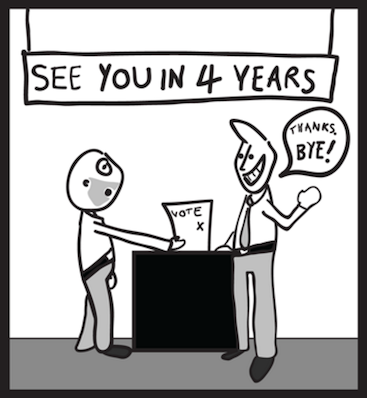 SEE YOU IN 4 YEARS
THANKS.
BYE!
VOTE
X